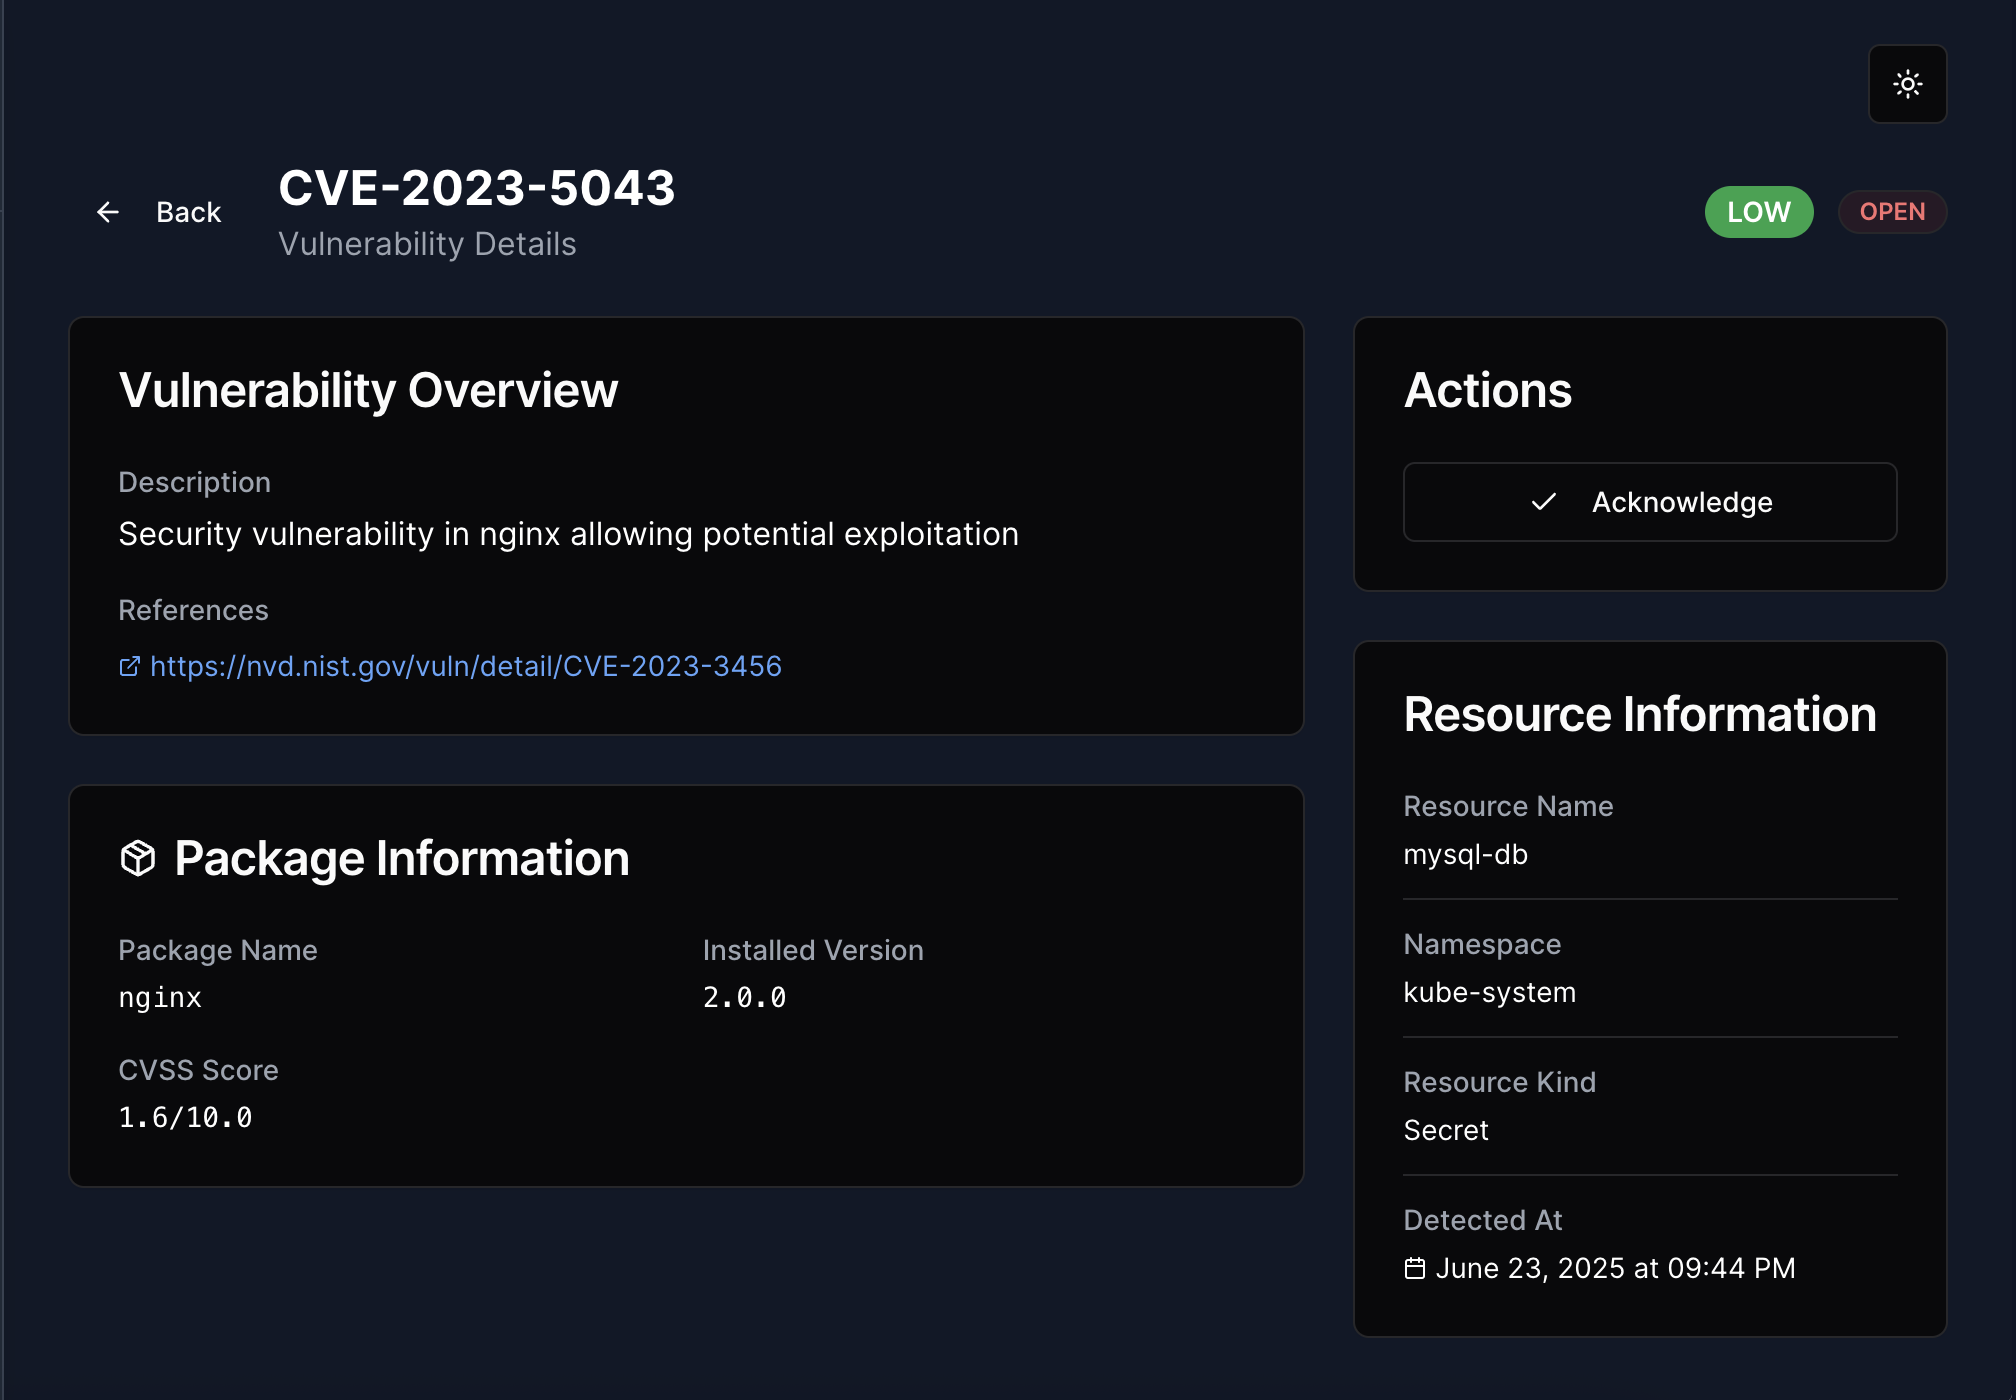 Back
CVE-2023-5043
Vulnerability Details
LOW
OPEN
Vulnerability Overview
Description
Security vulnerability in nginx allowing potential exploitation
References
https://nvd.nist.gov/vuln/detail/CVE-2023-3456
Package Information
Package Name
nginx
Installed Version
2.0.0
CVSS Score
1.6/10.0
Actions
Acknowledge
Resource Information
Resource Name
mysql-db
Namespace
kube-system
Resource Kind
Secret
Detected At
June 23, 2025 at 09:44 PM